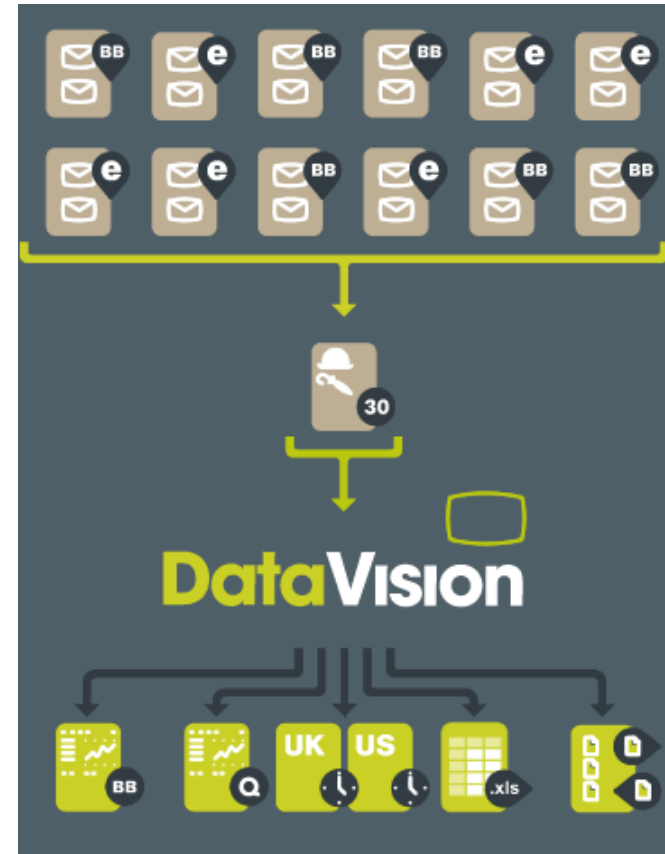 BB e BB BB e e
e e BB e BB BB
30
DataVision
BB Q UK US .xls